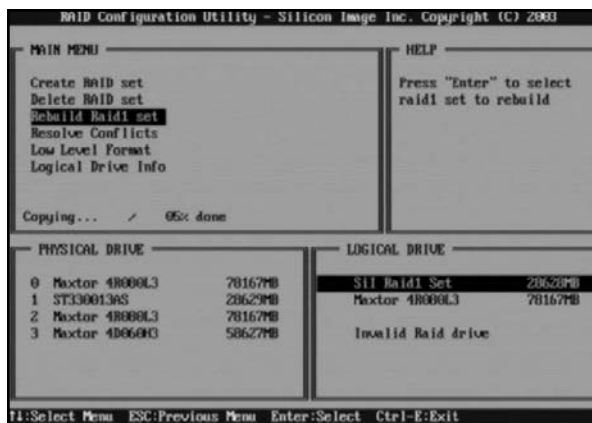 RAID Configuration Utility - Silicon Image Inc. Copyright (C) 2003
MAIN MENU
Create RAID set
Delete RAID set
Rebuild Raid1 set
Resolve Conflicts
Low Level Format
Logical Drive Info
Copying... / 05% done
HELP
Press "Enter" to select
raid1 set to rebuild
PHYSICAL DRIVE
0 Maxtor 4R080L3 78167MB
1 ST330013AS 28629MB
2 Maxtor 4R080L3 78167MB
3 Maxtor 4D060H3 58627MB
LOGICAL DRIVE
SiI Raid1 Set 28628MB
Maxtor 4R080L3 78167MB
Invalid Raid drive
↑↓:Select Menu ESC:Previous Menu Enter:Select Ctrl-E:Exit